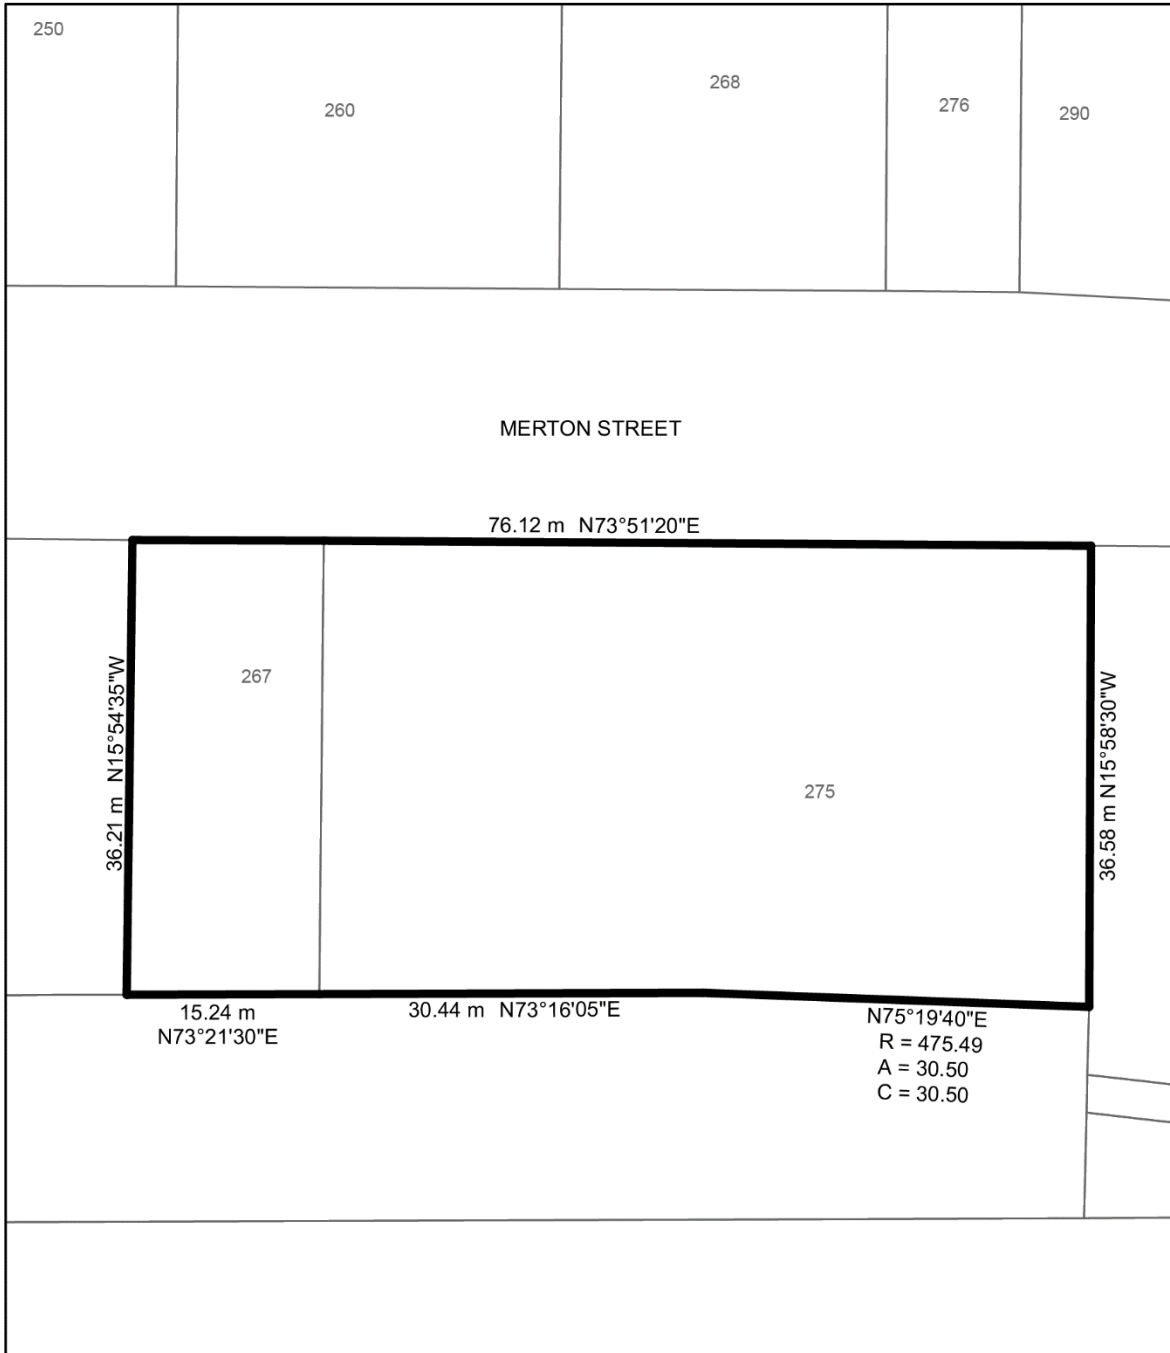 250
260
268
276
290
MERTON STREET
76.12 m N73°51'20"E
36.21 m N15°54'35"W
267
275
36.58 m N15°58'30"W
15.24 m
N73°21'30"E
30.44 m N73°16'05"E
N75°19'40"E
R = 475.49
A = 30.50
C = 30.50